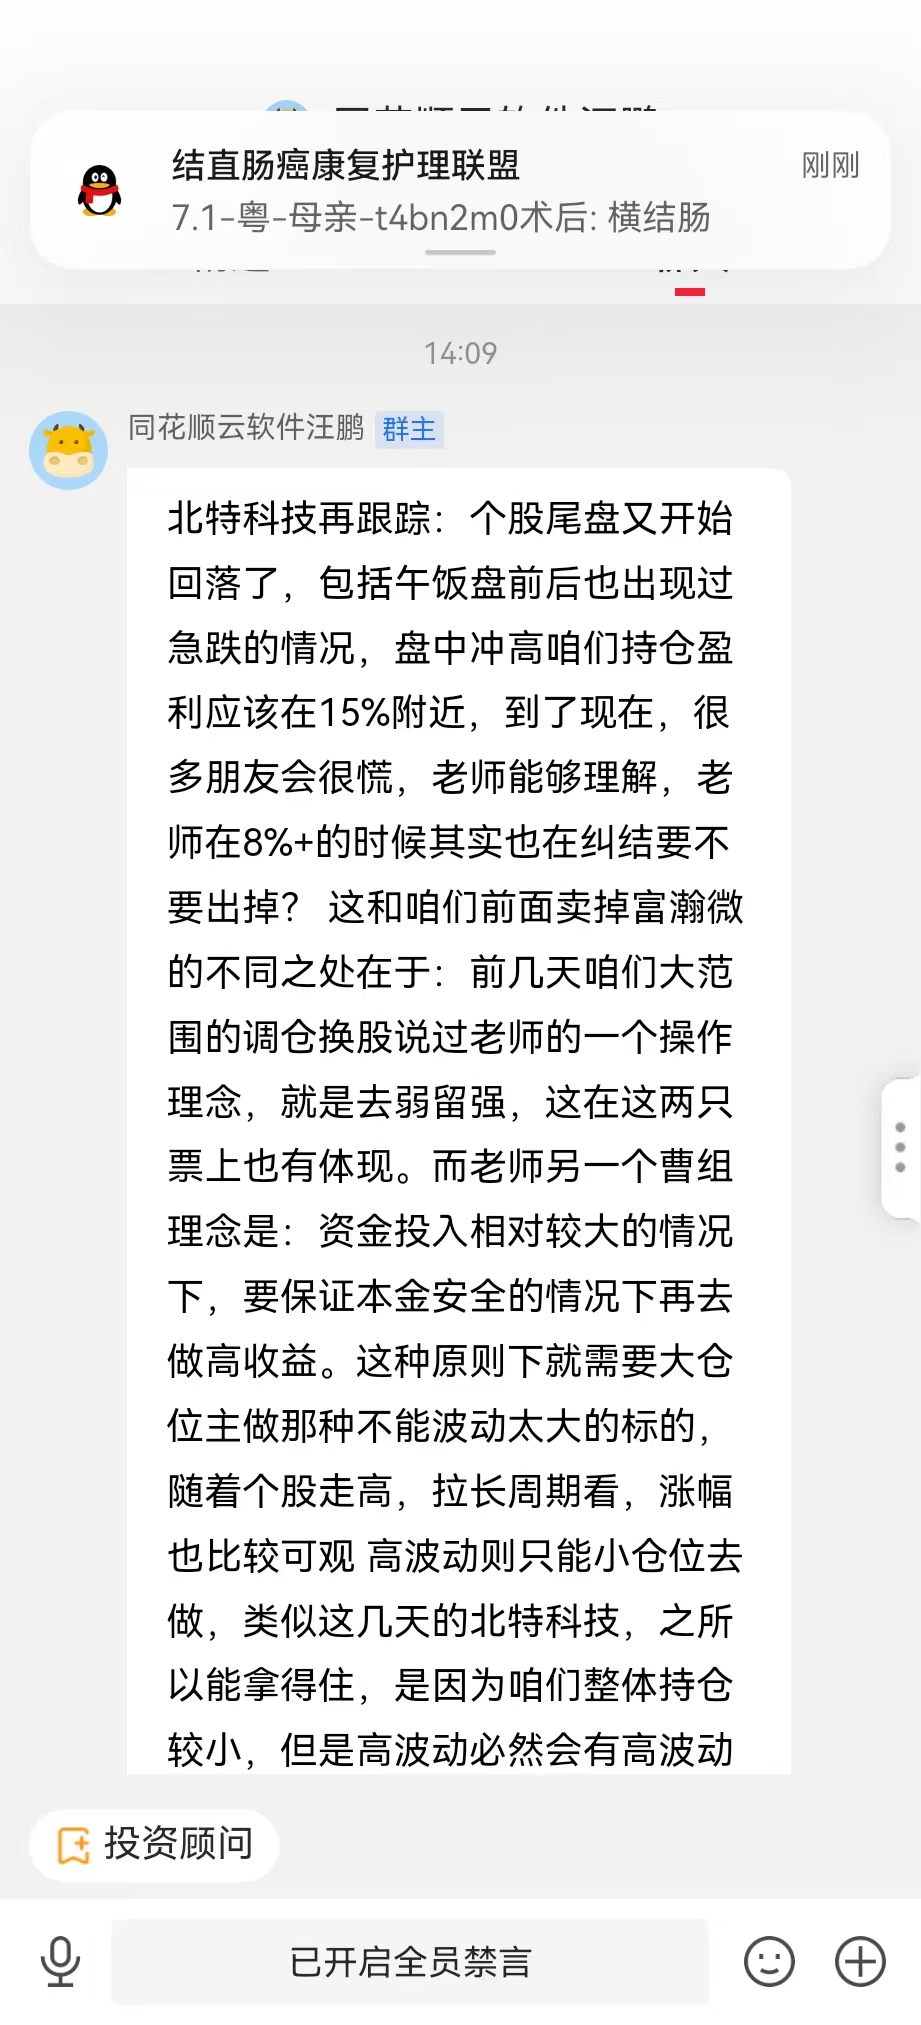 结直肠癌康复护理联盟
刚刚
7.1-粤-母亲-t4bn2m0术后: 横结肠
14:09
同花顺云软件汪鹏 群主
北特科技再跟踪：个股尾盘又开始
回落了，包括午饭盘前后也出现过
急跌的情况，盘中冲高咱们持仓盈
利应该在15%附近，到了现在，很
多朋友会很慌，老师能够理解，老
师在8%+的时候其实也在纠结要不
要出掉？ 这和咱们前面卖掉富瀚微
的不同之处在于：前几天咱们大范
围的调仓换股说过老师的一个操作
理念，就是去弱留强，这在这两只
票上也有体现。而老师另一个曹组
理念是：资金投入相对较大的情况
下，要保证本金安全的情况下再去
做高收益。这种原则下就需要大仓
位主做那种不能波动太大的标的，
随着个股走高，拉长周期看，涨幅
也比较可观 高波动则只能小仓位去
做，类似这几天的北特科技，之所
以能拿得住，是因为咱们整体持仓
较小，但是高波动必然会有高波动
投资顾问
已开启全员禁言